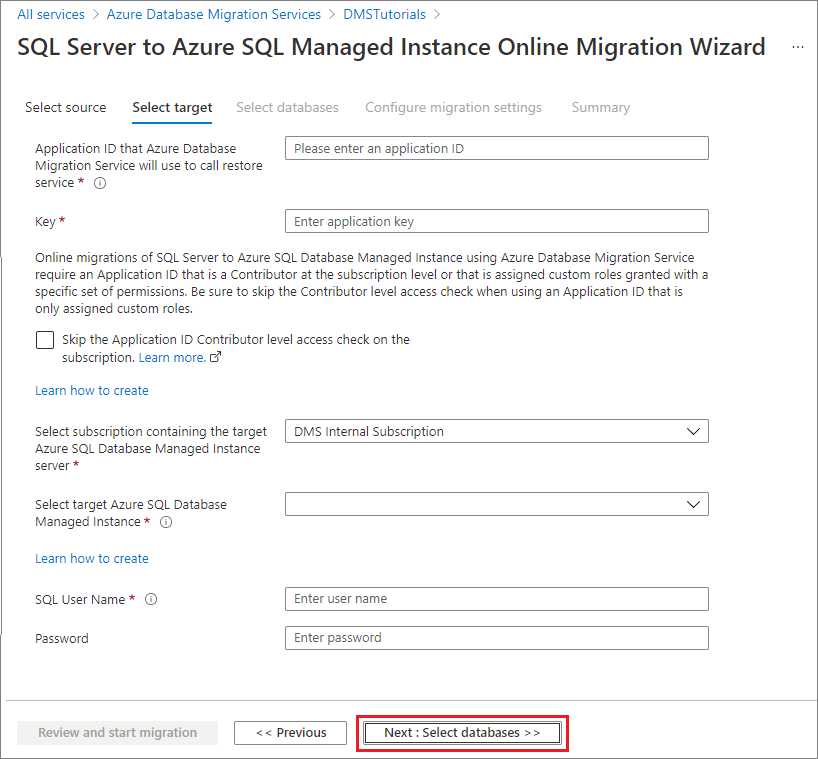 All services > Azure Database Migration Services > DMSTutorials >
SQL Server to Azure SQL Managed Instance Online Migration Wizard ...
Select source Select target Select databases Configure migration settings Summary
Application ID that Azure Database
Migration Service will use to call restore
service *
Please enter an application ID
Key *
Enter application key
Online migrations of SQL Server to Azure SQL Database Managed Instance using Azure Database Migration Service
require an Application ID that is a Contributor at the subscription level or that is assigned custom roles granted with a
specific set of permissions. Be sure to skip the Contributor level access check when using an Application ID that is
only assigned custom roles.
Skip the Application ID Contributor level access check on the
subscription. Learn more.
Learn how to create
Select subscription containing the target
Azure SQL Database Managed Instance
server *
DMS Internal Subscription
Select target Azure SQL Database
Managed Instance *
Learn how to create
SQL User Name *
Enter user name
Password
Enter password
Review and start migration << Previous Next : Select databases >>